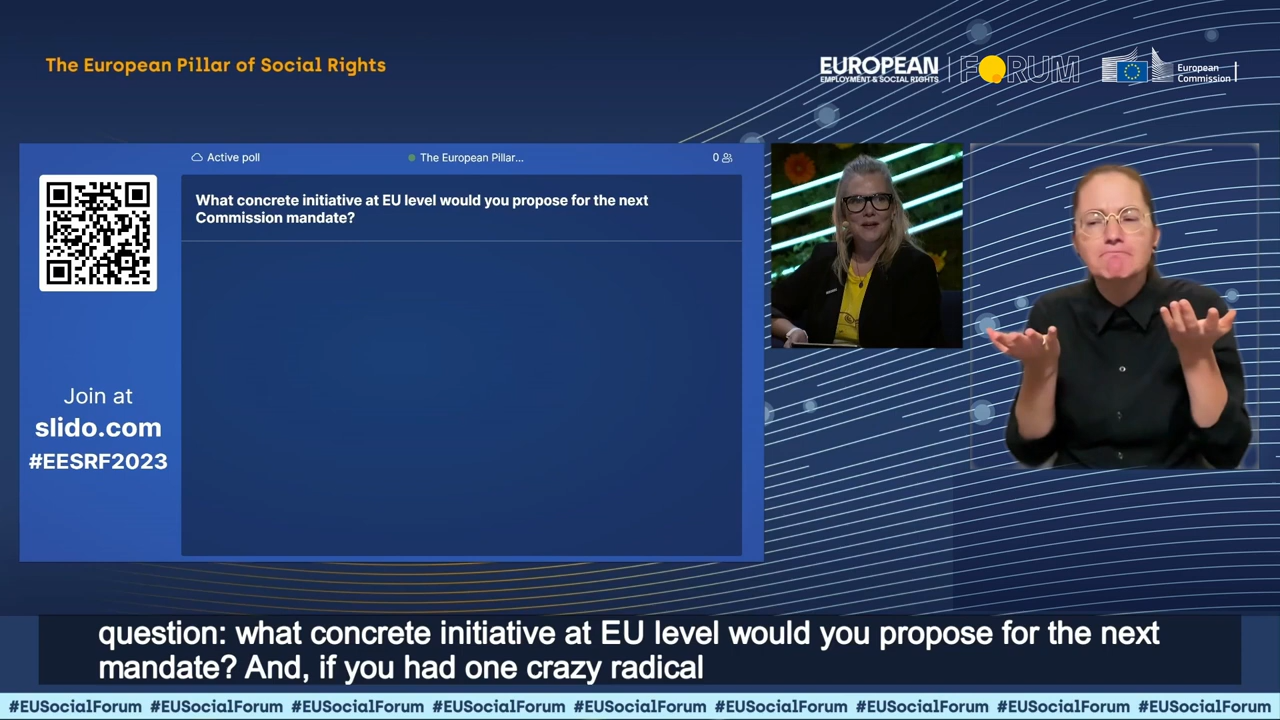 The European Pillar of Social Rights
EUROPEAN
EMPLOYMENT & SOCIAL RIGHTS
FORUM
European
Commission
Active poll
The European Pillar...
0
What concrete initiative at EU level would you propose for the next
Commission mandate?
Join at
slido.com
#EESRF2023
question: what concrete initiative at EU level would you propose for the next
mandate? And, if you had one crazy radical
#EUSocialForum #EUSocialForum #EUSocialForum #EUSocialForum #EUSocialForum #EUSocialForum #EUSocialForum #EUSocialForum #EUSocialForum